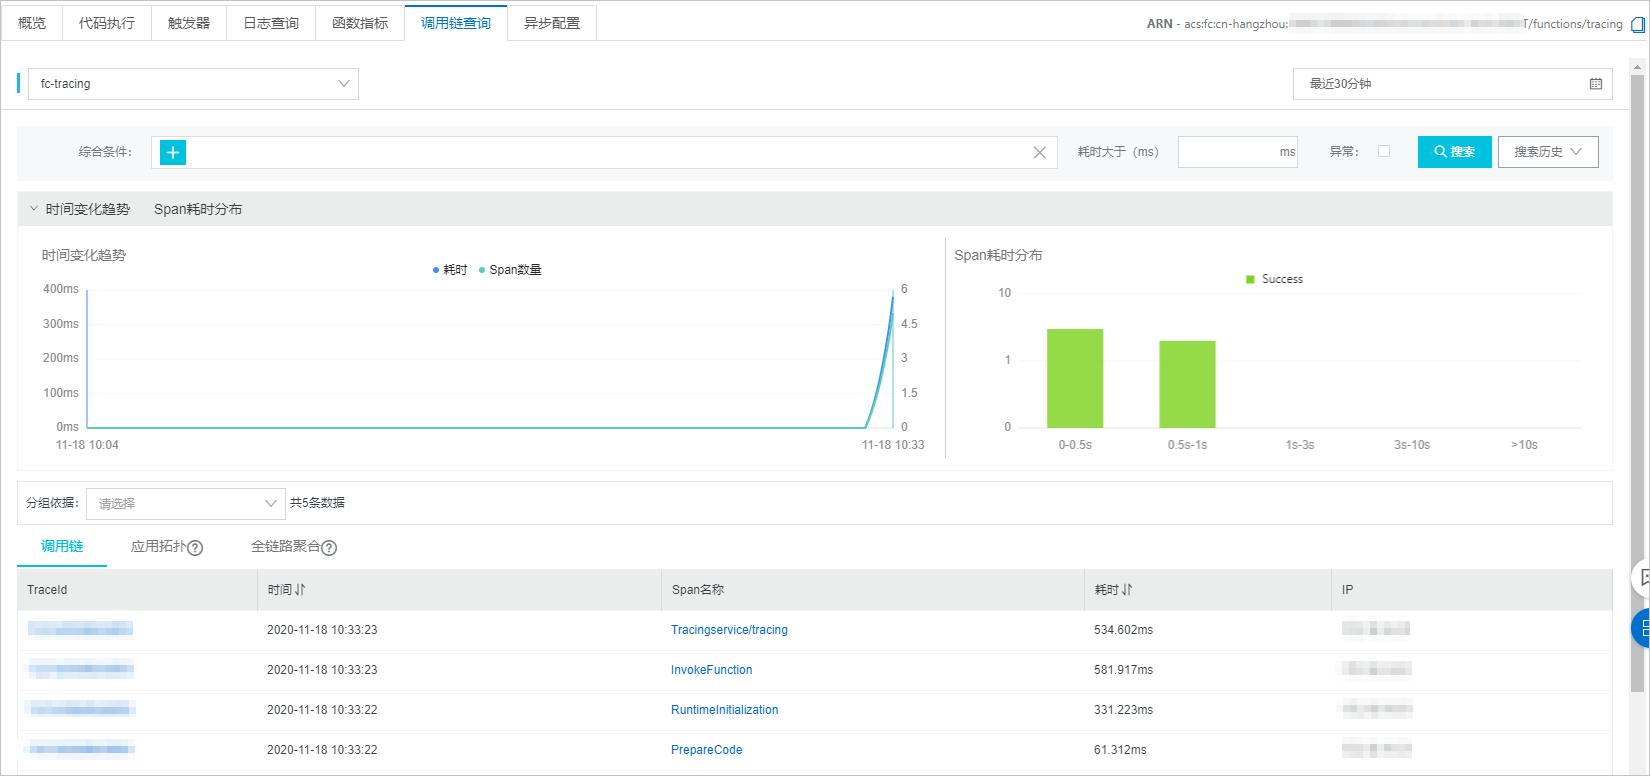 概览 代码执行 触发器 日志查询 函数指标 调用链查询 异步配置 ARN - acs:fc:cn-hangzhou: T/functions/tracing
fc-tracing 最近30分钟
综合条件: 耗时大于 (ms) ms 异常: 搜索 搜索历史
时间变化趋势 Span耗时分布
时间变化趋势
耗时 Span数量
400ms
300ms
200ms
100ms
0ms
6
4.5
3
1.5
0
11-18 10:04 11-18 10:33
Span耗时分布
Success
10
1
0
0-0.5s 0.5s-1s 1s-3s 3s-10s >10s
分组依据: 请选择 共5条数据
调用链 应用拓扑? 全链路聚合?
TraceId 时间 Span名称 耗时 IP
2020-11-18 10:33:23 Tracingservice/tracing 534.602ms
2020-11-18 10:33:23 InvokeFunction 581.917ms
2020-11-18 10:33:22 RuntimeInitialization 331.223ms
2020-11-18 10:33:22 PrepareCode 61.312ms